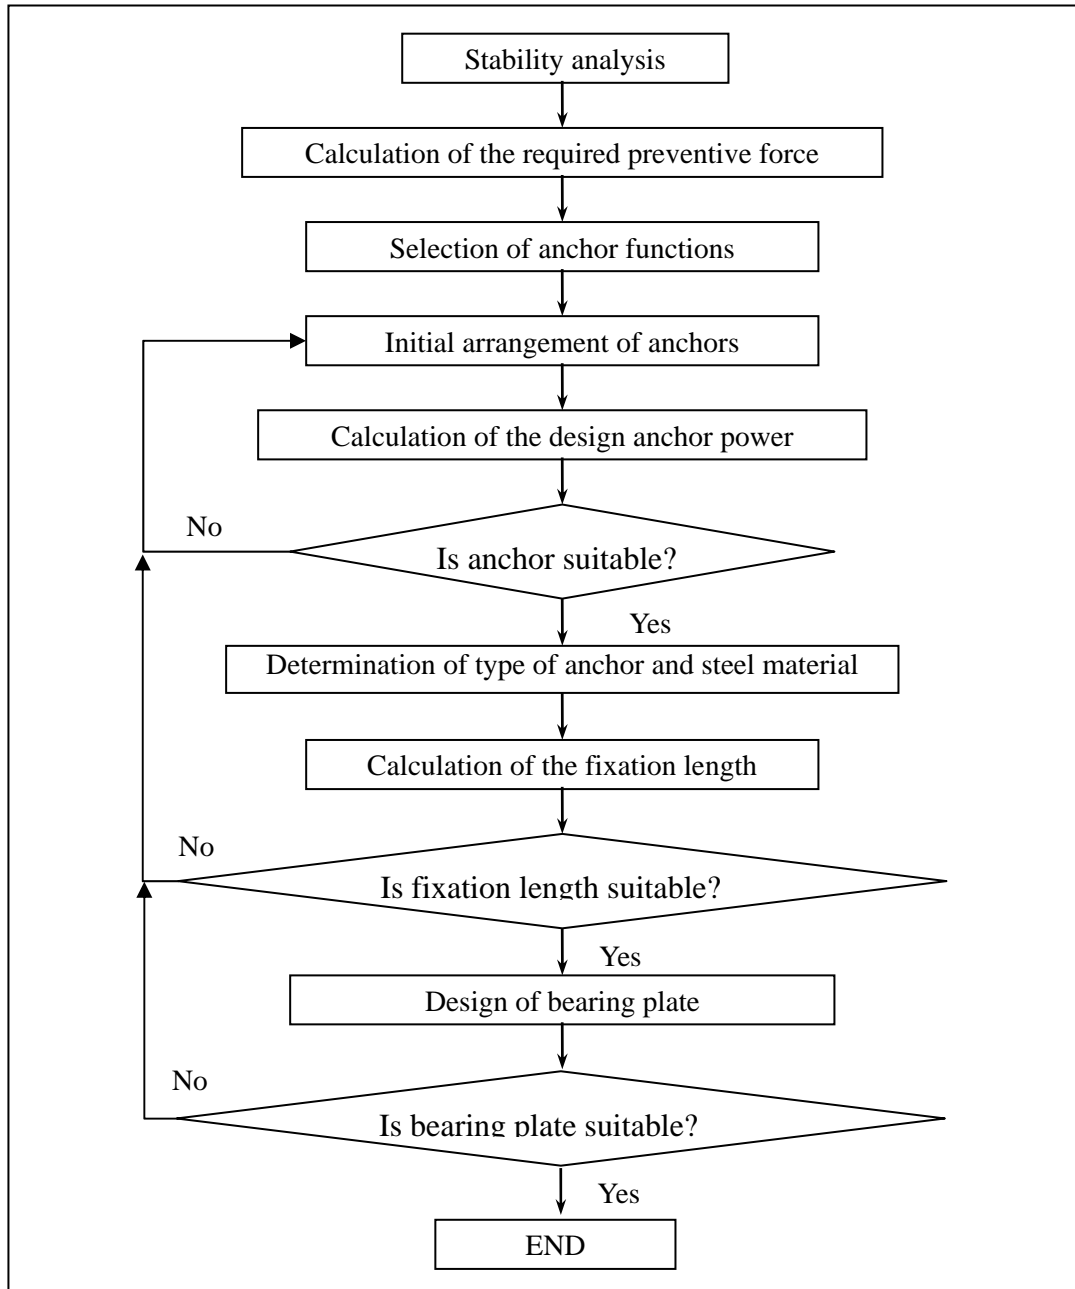 Stability analysis
Calculation of the required preventive force
Selection of anchor functions
Initial arrangement of anchors
Calculation of the design anchor power
No
Is anchor suitable?
Yes
Determination of type of anchor and steel material
Calculation of the fixation length
No
Is fixation length suitable?
Yes
Design of bearing plate
No
Is bearing plate suitable?
Yes
END